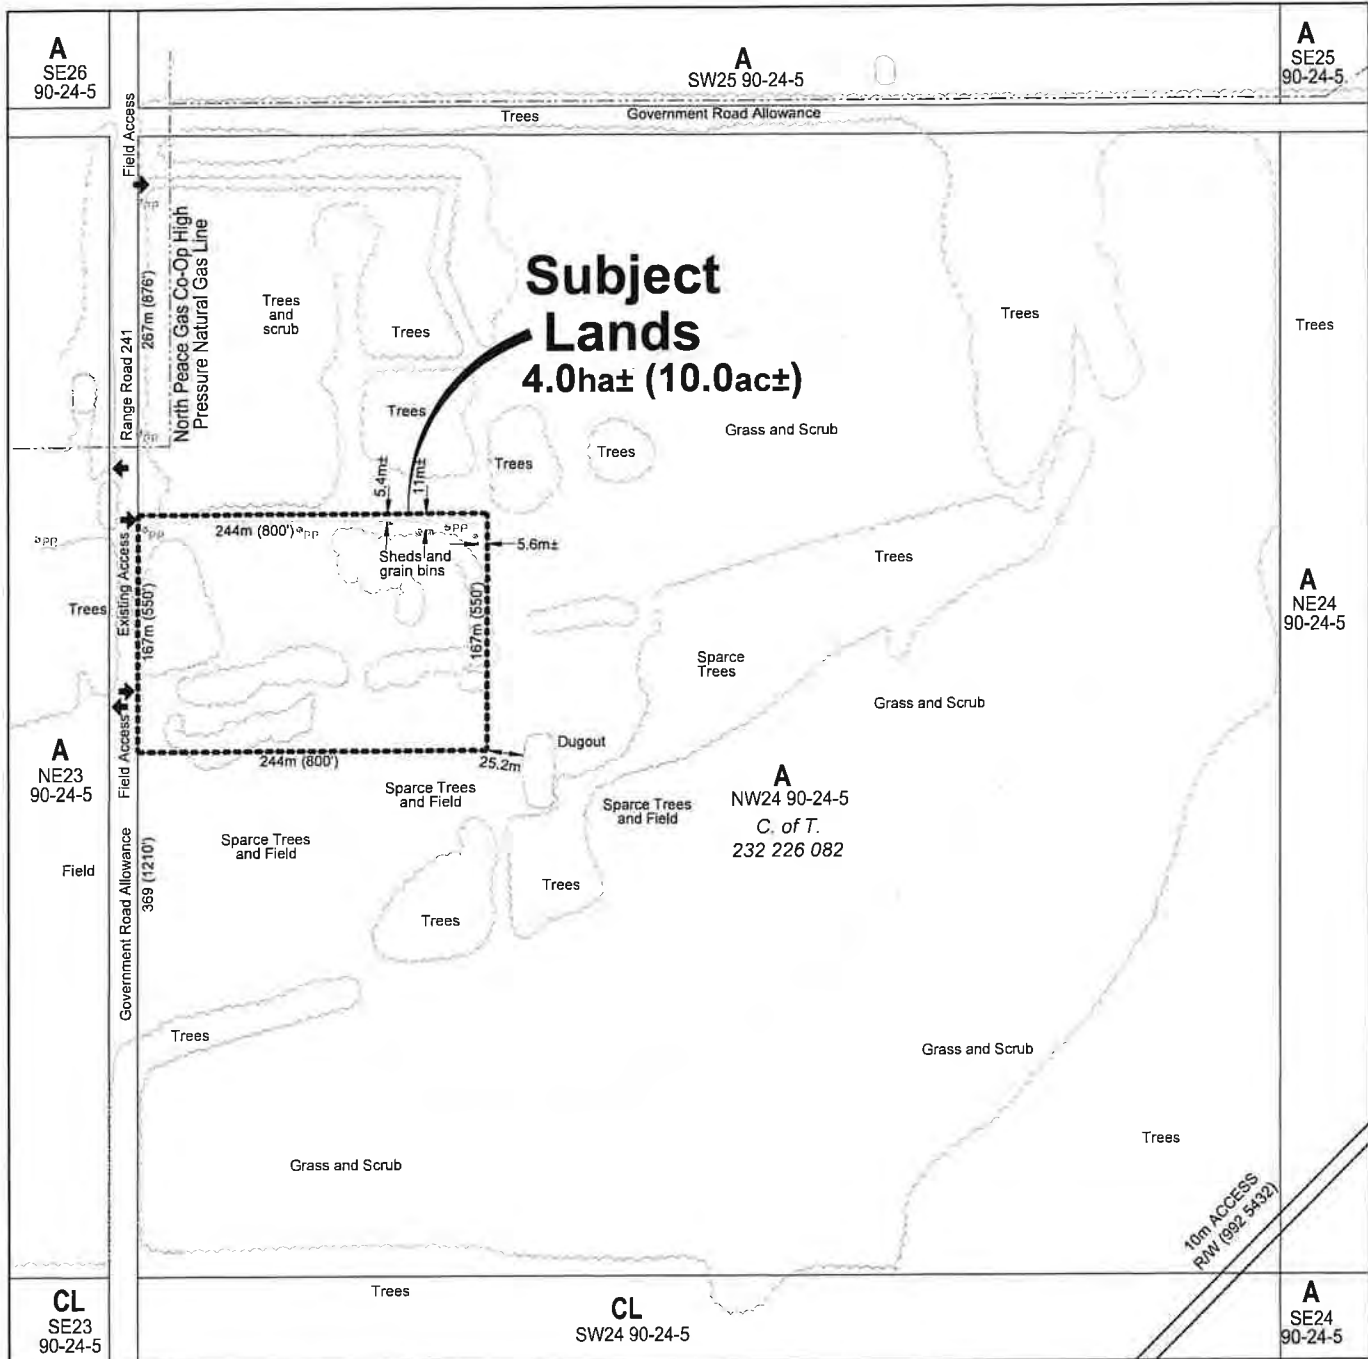 A
SE26
90-24-5
A
SW25 90-24-5
A
SE25
90-24-5
Trees
Government Road Allowance
Field Access
PP
267m (876')
Range Road 241
North Peace Gas Co-Op High
Pressure Natural Gas Line
PP
Trees
and
scrub
Trees
Trees
Subject
Lands
4.0ha± (10.0ac±)
Trees
Trees
Grass and Scrub
Trees
Trees
5.4m±
11m±
244m (800')
PP
PP
PP
PP
5.6m±
Sheds and
grain bins
Trees
Existing Access
167m (550')
167m (550')
Trees
Sparce
Trees
Grass and Scrub
A
NE24
90-24-5
A
NE23
90-24-5
Field Access
244m (800')
25.2m
Dugout
Sparce Trees
and Field
Sparce Trees
and Field
Sparce Trees
and Field
A
NW24 90-24-5
C. of T.
232 226 082
Field
369 (1210')
Government Road Allowance
Trees
Trees
Trees
Grass and Scrub
Grass and Scrub
Trees
10m ACCESS
R/W (992 5432)
CL
SE23
90-24-5
Trees
CL
SW24 90-24-5
A
SE24
90-24-5